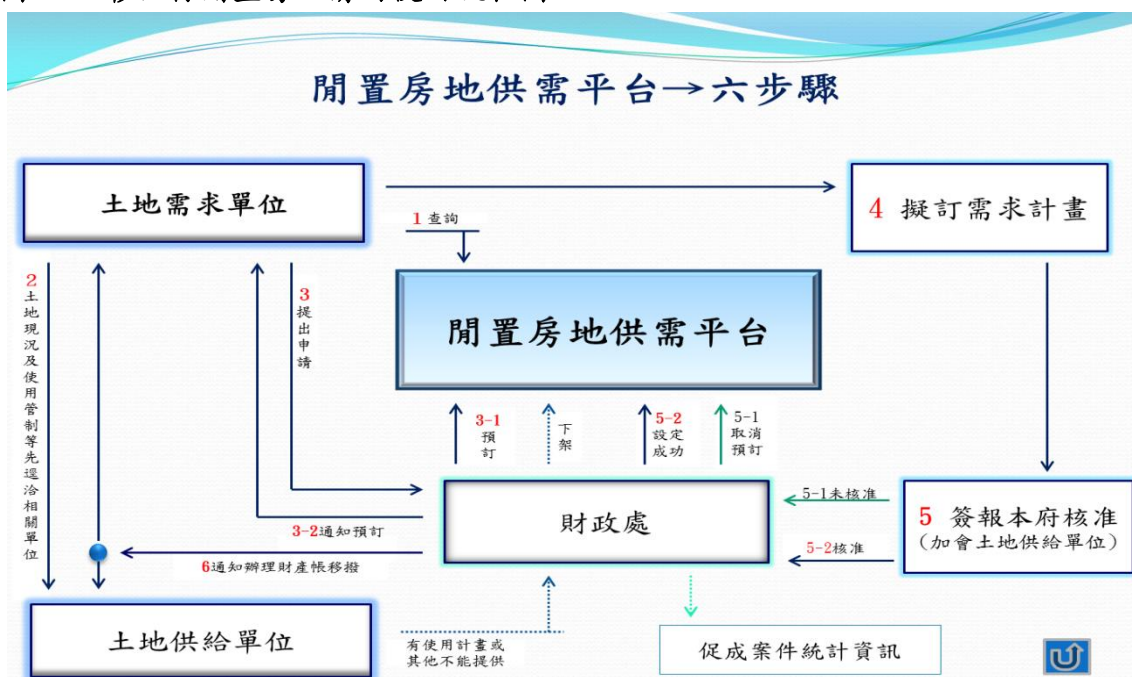 閒置房地供需平台→六步驟
土地需求單位
4 擬訂需求計畫
1 查詢
2
土地現況及使用管制等先逕洽相關單位
3
提出申請
閒置房地供需平台
3-1
預訂
下架
5-2
設定
成功
5-1
取消
預訂
財政處
5-1未核准
5-2核准
5 簽報本府核准
(加會土地供給單位)
3-2通知預訂
6通知辦理財產帳移撥
土地供給單位
有使用計畫或
其他不能提供
促成案件統計資訊